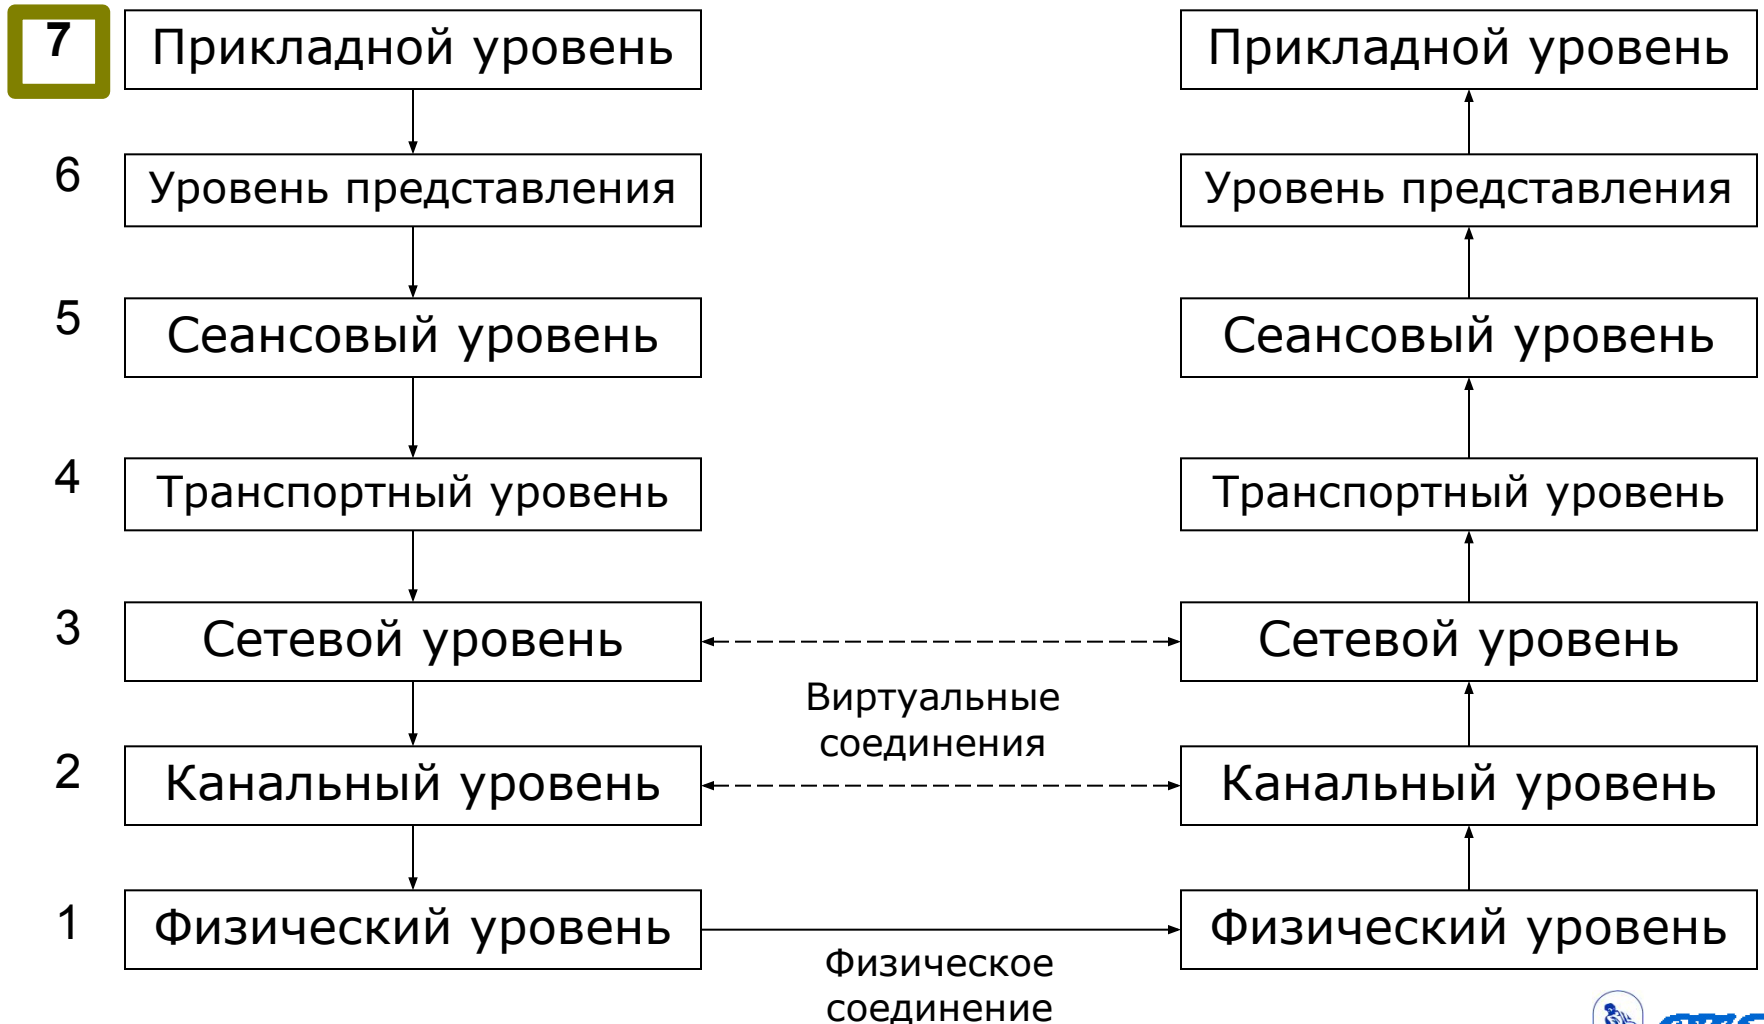 7 Прикладной уровень Прикладной уровень
6 Уровень представления Уровень представления
5 Сеансовый уровень Сеансовый уровень
4 Транспортный уровень Транспортный уровень
3 Сетевой уровень Сетевой уровень
Виртуальные
соединения
2 Канальный уровень Канальный уровень
1 Физический уровень Физический уровень
Физическое
соединение